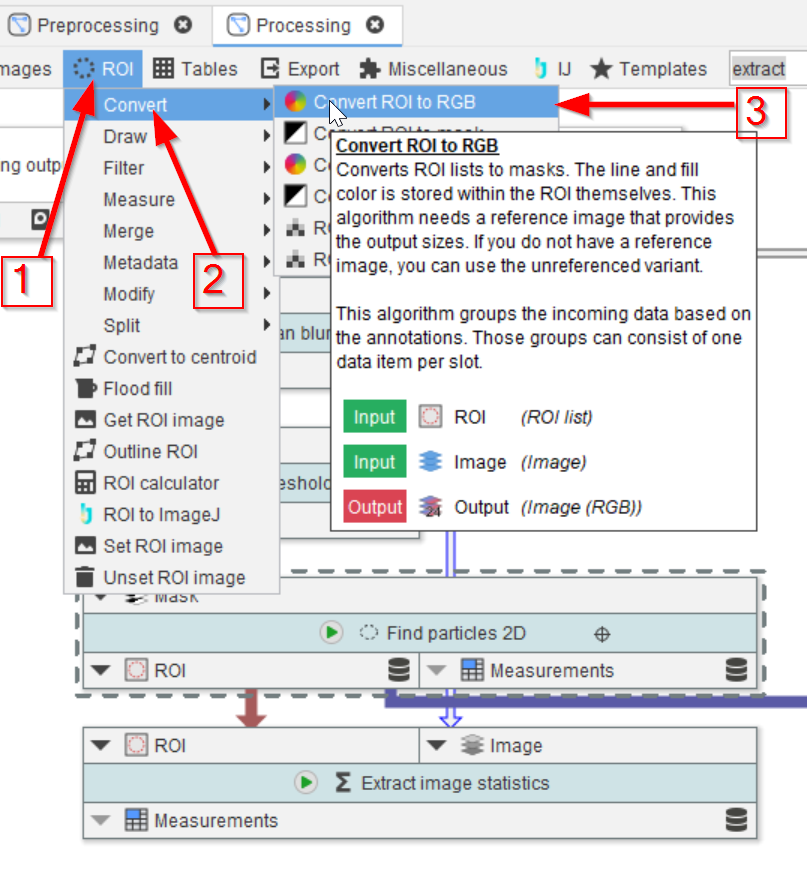 Preprocessing
Processing
mages
ROI
Tables
Export
Miscellaneous
IJ
Templates
extract
Convert
Convert ROI to RGB
3
Draw
Convert ROI to mask
Convert ROI to RGB
ng outp
Filter
Converts ROI lists to masks. The line and fill
color is stored within the ROI themselves. This
algorithm needs a reference image that provides
the output sizes. If you do not have a reference
image, you can use the unreferenced variant.
Measure
Merge
Metadata
1
2
Modify
Split
This algorithm groups the incoming data based on
the annotations. Those groups can consist of one
data item per slot.
an blur
Convert to centroid
Flood fill
Get ROI image
Input ROI (ROI list)
Outline ROI
Input Image (Image)
ROI calculator
eshold
ROI to ImageJ
Output 24 Output (Image (RGB))
Set ROI image
Unset ROI image
Mask
Find particles 2D
ROI
Measurements
ROI
Image
Σ Extract image statistics
Measurements